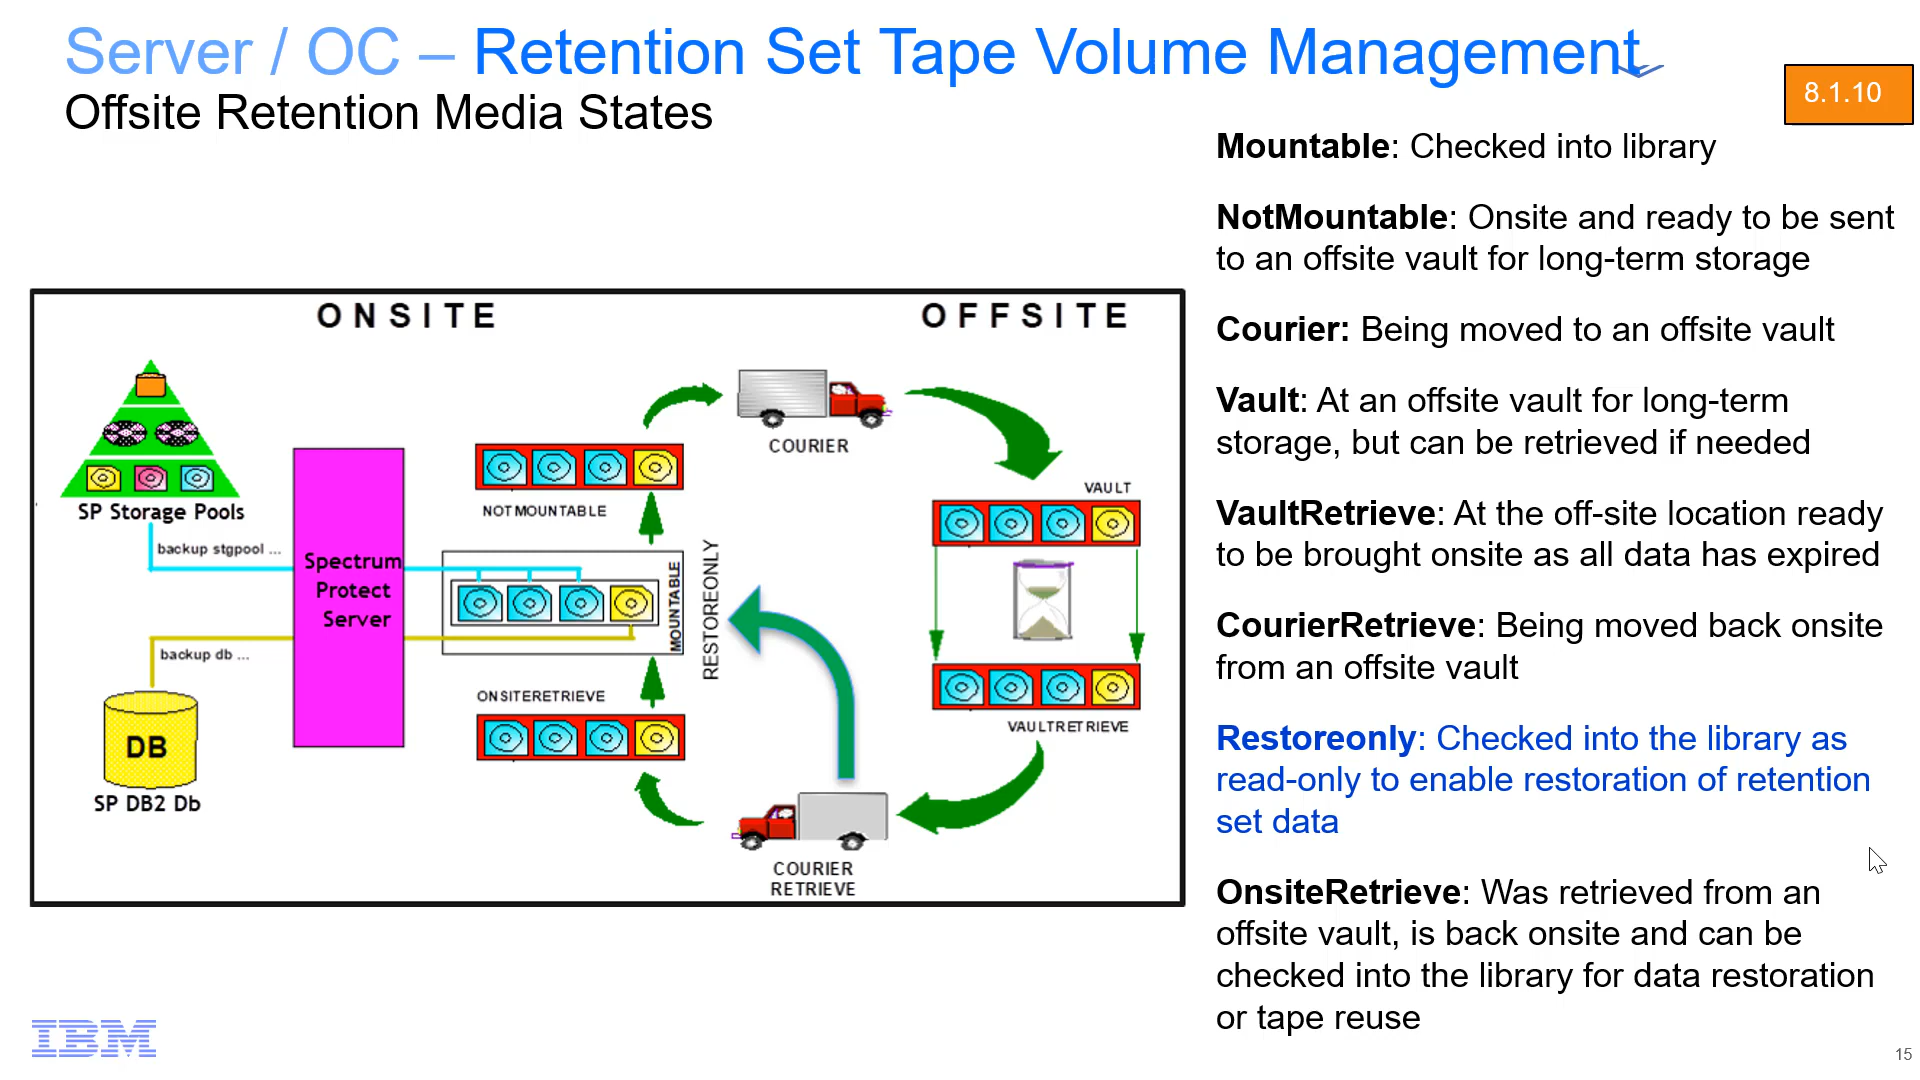 Server / OC – Retention Set Tape Volume Management
Offsite Retention Media States
8.1.10
ONSITE
OFFSITE
SP Storage Pools
backup stgpool ...
Spectrum
Protect
Server
backup db ...
DB
SP DB2 Db
NOTMOUNTABLE
MOUNTABLE
RESTOREONLY
ONSITERETRIEVE
COURIER
VAULT
VAULTRETRIEVE
COURIER
RETRIEVE
Mountable: Checked into library
NotMountable: Onsite and ready to be sent
to an offsite vault for long-term storage
Courier: Being moved to an offsite vault
Vault: At an offsite vault for long-term
storage, but can be retrieved if needed
VaultRetrieve: At the off-site location ready
to be brought onsite as all data has expired
CourierRetrieve: Being moved back onsite
from an offsite vault
Restoreonly: Checked into the library as
read-only to enable restoration of retention
set data
OnsiteRetrieve: Was retrieved from an
offsite vault, is back onsite and can be
checked into the library for data restoration
or tape reuse
IBM
15